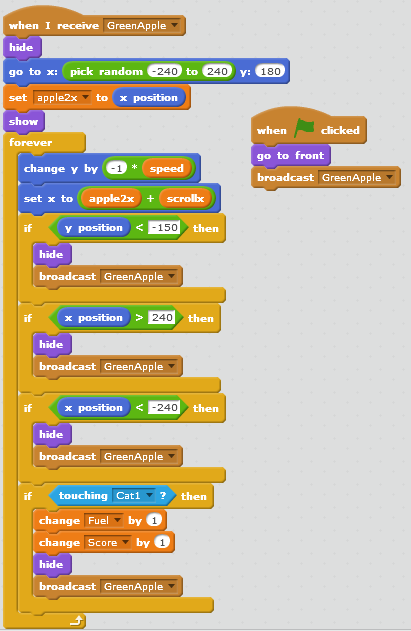 when I receive GreenApple
hide
go to x: pick random -240 to 240 y: 180
set apple2x to x position
show
forever
change y by -1 * speed
set x to apple2x + scrollx
if y position < -150 then
hide
broadcast GreenApple
if x position > 240 then
hide
broadcast GreenApple
if x position < -240 then
hide
broadcast GreenApple
if touching Cat1 ? then
change Fuel by 1
change Score by 1
hide
broadcast GreenApple
when clicked
go to front
broadcast GreenApple